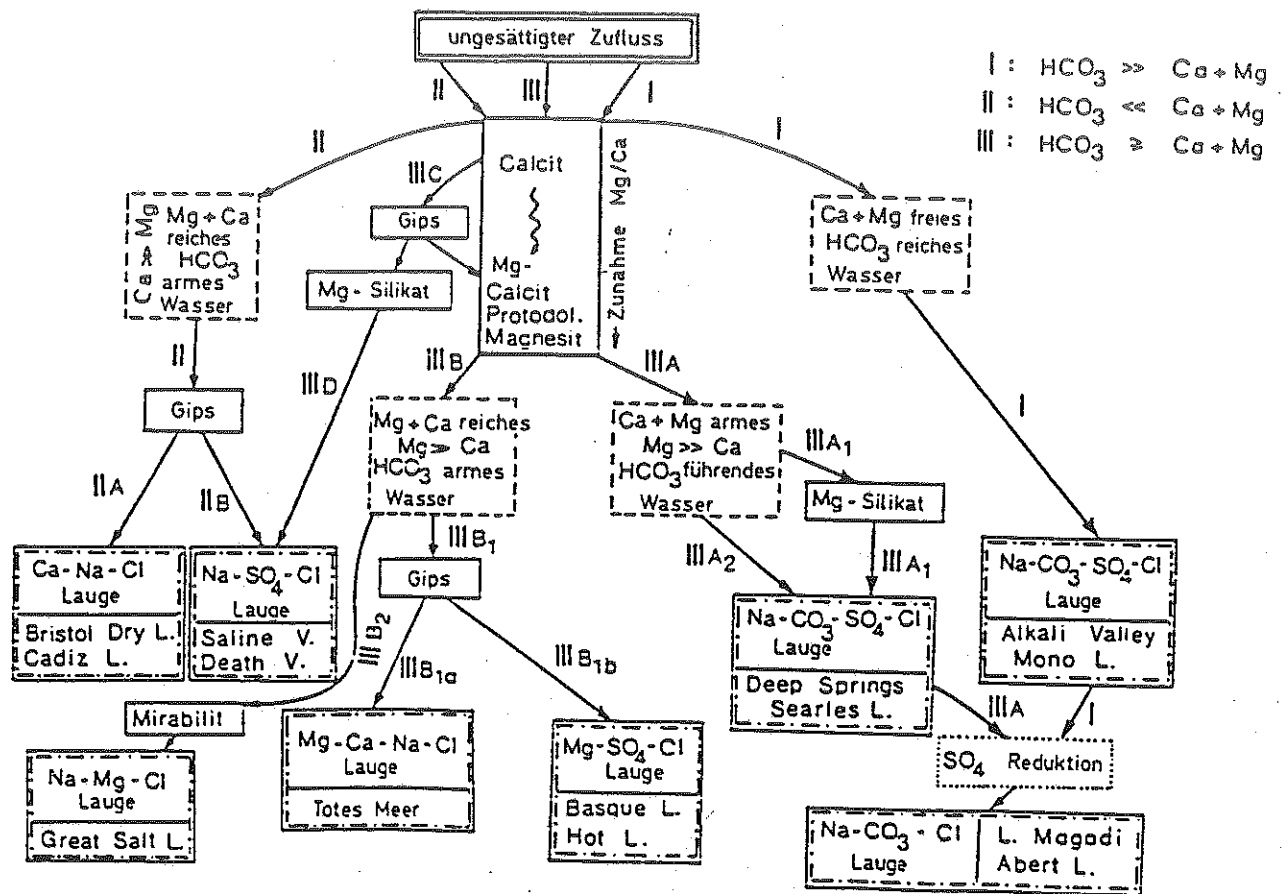 ungesättigter Zufluss
I : HCO3 >> Ca + Mg
II : HCO3 << Ca + Mg
III : HCO3 ≥ Ca + Mg
II
III
I
II
IIIC
I
Calcit
Mg-
Calcit
Protodol.
Magnesit
Zunahme Mg/Ca
Mg + Ca
reiches
HCO3
armes
Wasser
Gips
Mg - Silikat
Ca + Mg freies
HCO3 reiches
Wasser
II
IIID
IIIB
IIIA
I
Gips
Mg + Ca reiches
Mg >> Ca
HCO3 armes
Wasser
Ca + Mg armes
Mg >> Ca
HCO3 führendes
Wasser
IIIA1
Mg - Silikat
IIA
IIB
IIIB1
IIIA2
IIIA1
Gips
Ca-Na-Cl
Lauge
Bristol Dry L.
Cadiz L.
Na-SO4-Cl
Lauge
Saline V.
Death V.
IIIB2
IIIB1a
IIIB1b
Na-CO3-SO4-Cl
Lauge
Deep Springs
Searles L.
Na-CO3-SO4-Cl
Lauge
Alkali Valley
Mono L.
Mirabilit
IIIA
I
SO4 Reduktion
Na-Mg-Cl
Lauge
Great Salt L.
Mg-Ca-Na-Cl
Lauge
Totes Meer
Mg-SO4-Cl
Lauge
Basque L.
Hot L.
Na-CO3 - Cl
Lauge
L. Magadi
Abert L.